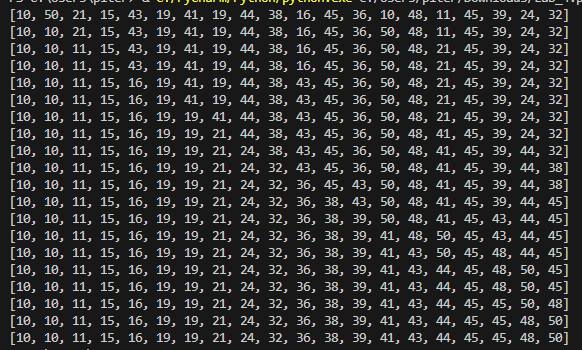 [10, 50, 21, 15, 43, 19, 41, 19, 44, 38, 16, 45, 36, 10, 48, 11, 45, 39, 24, 32]
[10, 10, 21, 15, 43, 19, 41, 19, 44, 38, 16, 45, 36, 50, 48, 11, 45, 39, 24, 32]
[10, 10, 11, 15, 43, 19, 41, 19, 44, 38, 16, 45, 36, 50, 48, 21, 45, 39, 24, 32]
[10, 10, 11, 15, 43, 19, 41, 19, 44, 38, 16, 45, 36, 50, 48, 21, 45, 39, 24, 32]
[10, 10, 11, 15, 16, 19, 41, 19, 44, 38, 43, 45, 36, 50, 48, 21, 45, 39, 24, 32]
[10, 10, 11, 15, 16, 19, 41, 19, 44, 38, 43, 45, 36, 50, 48, 21, 45, 39, 24, 32]
[10, 10, 11, 15, 16, 19, 19, 41, 44, 38, 43, 45, 36, 50, 48, 21, 45, 39, 24, 32]
[10, 10, 11, 15, 16, 19, 19, 21, 44, 38, 43, 45, 36, 50, 48, 41, 45, 39, 24, 32]
[10, 10, 11, 15, 16, 19, 19, 21, 24, 38, 43, 45, 36, 50, 48, 41, 45, 39, 44, 32]
[10, 10, 11, 15, 16, 19, 19, 21, 24, 32, 43, 45, 36, 50, 48, 41, 45, 39, 44, 38]
[10, 10, 11, 15, 16, 19, 19, 21, 24, 32, 36, 45, 43, 50, 48, 41, 45, 39, 44, 38]
[10, 10, 11, 15, 16, 19, 19, 21, 24, 32, 36, 38, 43, 50, 48, 41, 45, 39, 44, 45]
[10, 10, 11, 15, 16, 19, 19, 21, 24, 32, 36, 38, 39, 50, 48, 41, 45, 43, 44, 45]
[10, 10, 11, 15, 16, 19, 19, 21, 24, 32, 36, 38, 39, 41, 48, 50, 45, 43, 44, 45]
[10, 10, 11, 15, 16, 19, 19, 21, 24, 32, 36, 38, 39, 41, 43, 50, 45, 48, 44, 45]
[10, 10, 11, 15, 16, 19, 19, 21, 24, 32, 36, 38, 39, 41, 43, 44, 45, 48, 50, 45]
[10, 10, 11, 15, 16, 19, 19, 21, 24, 32, 36, 38, 39, 41, 43, 44, 45, 48, 50, 45]
[10, 10, 11, 15, 16, 19, 19, 21, 24, 32, 36, 38, 39, 41, 43, 44, 45, 45, 50, 48]
[10, 10, 11, 15, 16, 19, 19, 21, 24, 32, 36, 38, 39, 41, 43, 44, 45, 45, 48, 50]
[10, 10, 11, 15, 16, 19, 19, 21, 24, 32, 36, 38, 39, 41, 43, 44, 45, 45, 48, 50]